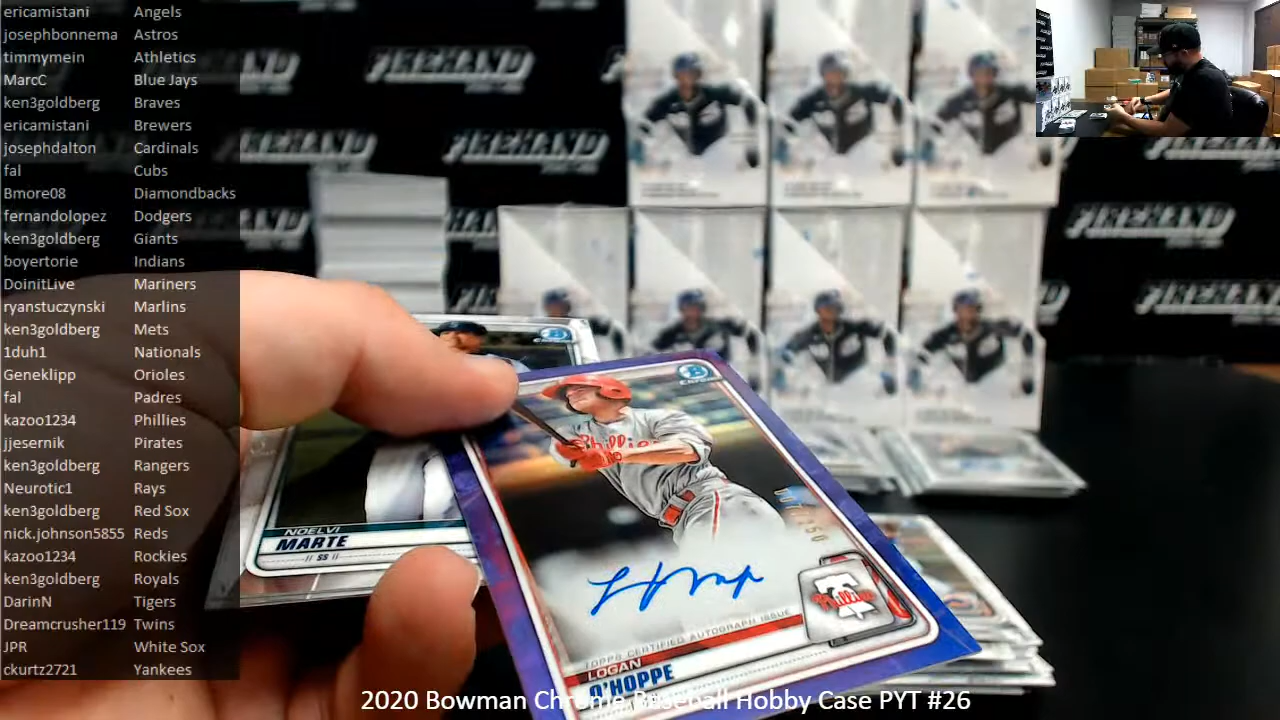 ericamistani Angels
josephbonnema Astros
timmymein Athletics
MarcC Blue Jays
ken3goldberg Braves
ericamistani Brewers
josephdalton Cardinals
fal Cubs
Bmore08 Diamondbacks
fernandolopez Dodgers
ken3goldberg Giants
boyertorie Indians
DoinitLive Mariners
ryanstuczynski Marlins
ken3goldberg Mets
1duh1 Nationals
Geneklipp Orioles
fal Padres
kazoo1234 Phillies
jjesernik Pirates
ken3goldberg Rangers
Neurotic1 Rays
ken3goldberg Red Sox
nick.johnson5855 Reds
kazoo1234 Rockies
ken3goldberg Royals
DarinN Tigers
Dreamcrusher119 Twins
JPR White Sox
ckurtz2721 Yankees
FIREHAND
FIREHAND
FIREHAND
FIREHAND
NOELVI
MARTE
SS
Phillies
Phillies
TOPPS CERTIFIED AUTOGRAPH ISSUE
LOGAN
O'HOPPE
2020 Bowman Chrome Baseball Hobby Case PYT #26